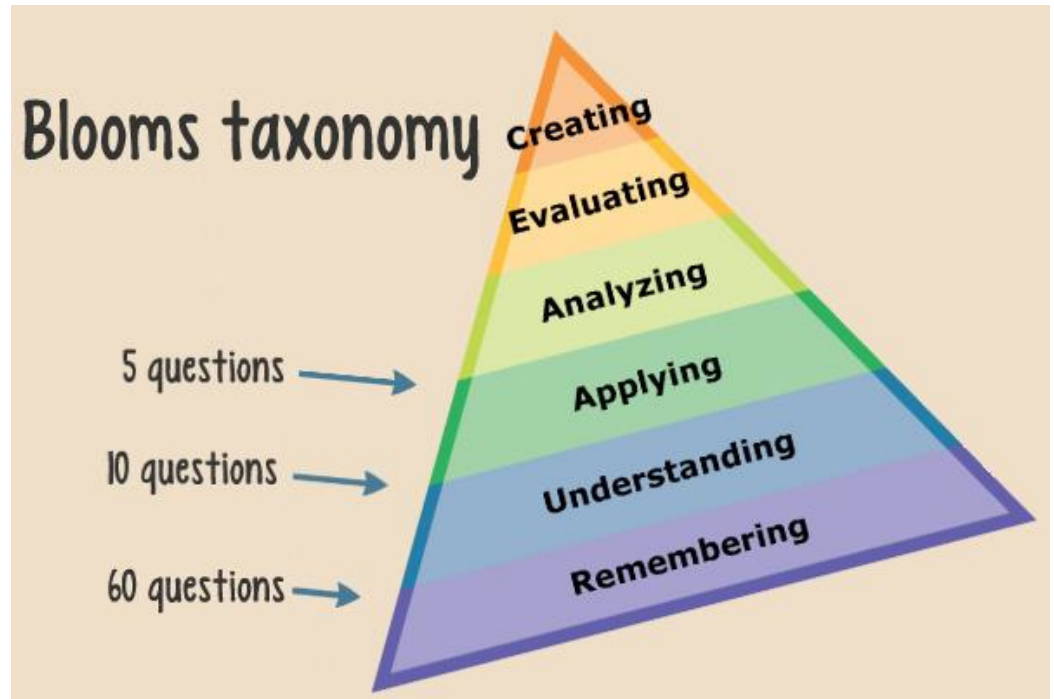 Blooms taxonomy
Creating
Evaluating
Analyzing
5 questions
Applying
10 questions
Understanding
60 questions
Remembering